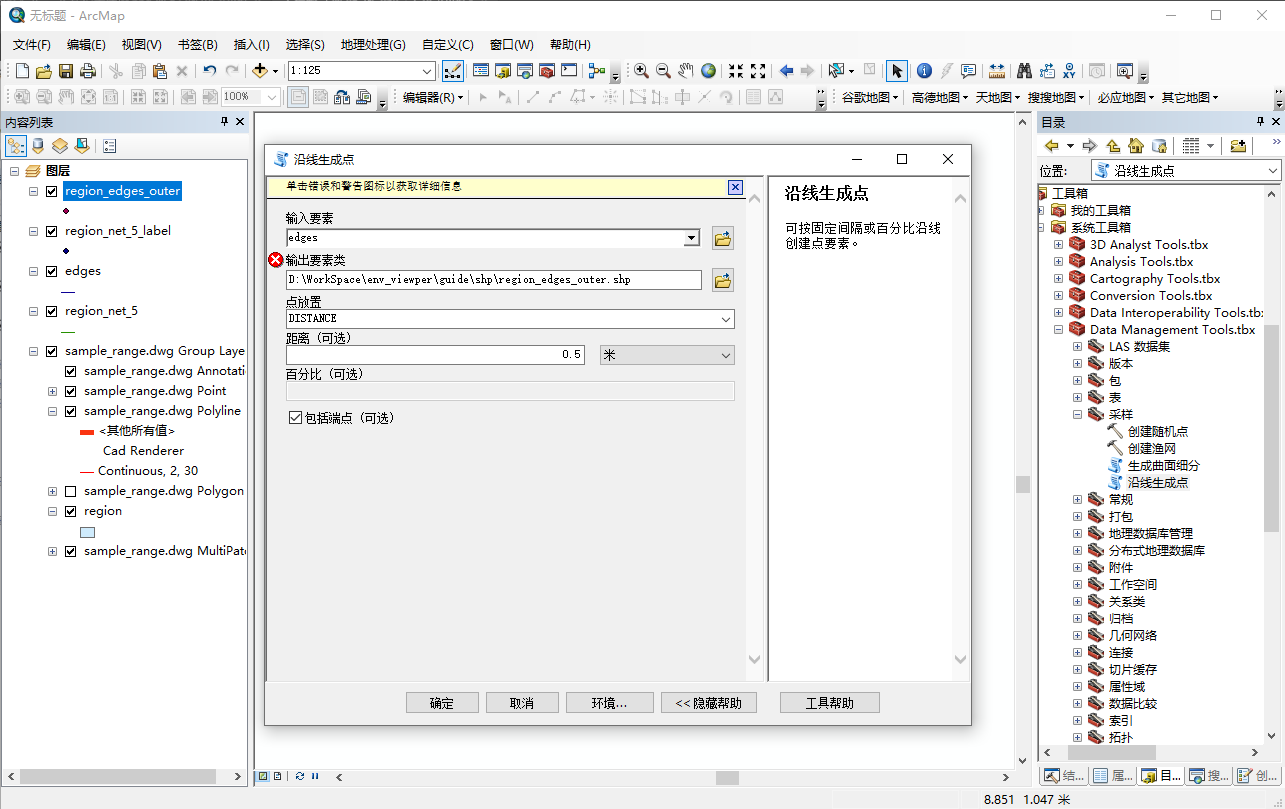 无标题 - ArcMap
文件(F) 编辑(E) 视图(V) 书签(B) 插入(I) 选择(S) 地理处理(G) 自定义(C) 窗口(W) 帮助(H)
1:125
100% 编辑器(R) 谷歌地图 高德地图 天地图 搜搜地图 必应地图 其它地图
内容列表
图层
region_edges_outer
region_net_5_label
edges
region_net_5
sample_range.dwg Group Laye
sample_range.dwg Annotati
sample_range.dwg Point
sample_range.dwg Polyline
<其他所有值>
Cad Renderer
Continuous, 2, 30
sample_range.dwg Polygon
region
sample_range.dwg MultiPat
沿线生成点
单击错误和警告图标以获取详细信息
输入要素
edges
输出要素类
D:\WorkSpace\env_viewper\guide\shp\region_edges_outer.shp
点放置
DISTANCE
距离 (可选)
0.5 米
百分比 (可选)
包括端点 (可选)
沿线生成点
可按固定间隔或百分比沿线
创建点要素。
确定 取消 环境... << 隐藏帮助 工具帮助
目录
位置: 沿线生成点
工具箱
我的工具箱
系统工具箱
3D Analyst Tools.tbx
Analysis Tools.tbx
Cartography Tools.tbx
Conversion Tools.tbx
Data Interoperability Tools.tb
Data Management Tools.tbx
LAS 数据集
版本
包
表
采样
创建随机点
创建渔网
生成曲面细分
沿线生成点
常规
打包
地理数据库管理
分布式地理数据库
附件
工作空间
关系类
归档
几何网络
连接
切片缓存
属性域
数据比较
索引
拓扑
结... 属... 目... 搜... 创...
8.851 1.047 米